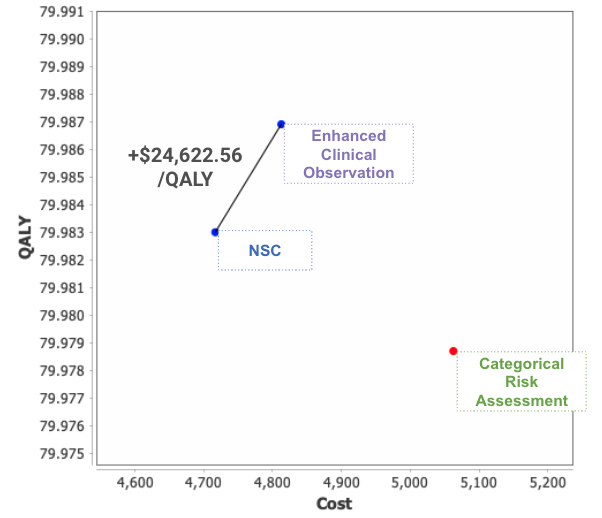 79.991
79.990
79.989
79.988
79.987
79.986
79.985
79.984
79.983
79.982
79.981
79.980
79.979
79.978
79.977
79.976
79.975
QALY
+$24,622.56
/QALY
Enhanced
Clinical
Observation
NSC
Categorical
Risk
Assessment
4,600
4,700
4,800
4,900
5,000
5,100
5,200
Cost